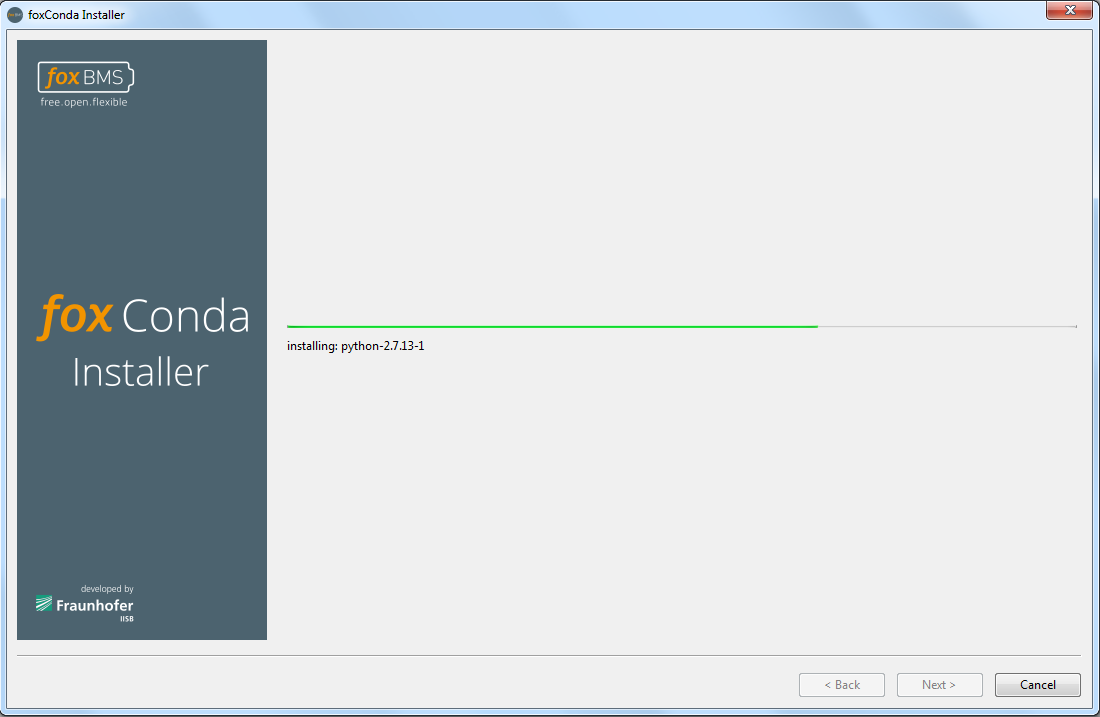 foxConda Installer
fox BMS
free.open.flexible
fox Conda
Installer
installing: python-2.7.13-1
developed by
Fraunhofer
IISB
< Back
Next >
Cancel